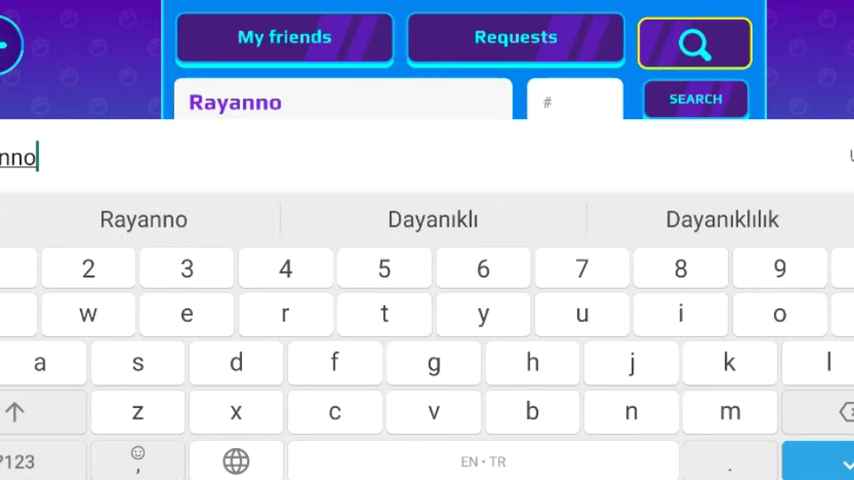 My friends Requests
Rayanno # SEARCH
nno
Rayanno Dayanıklı Dayanıklılık
2 3 4 5 6 7 8 9
w e r t y u i o
a s d f g h j k l
z x c v b n m
?123 , EN • TR .